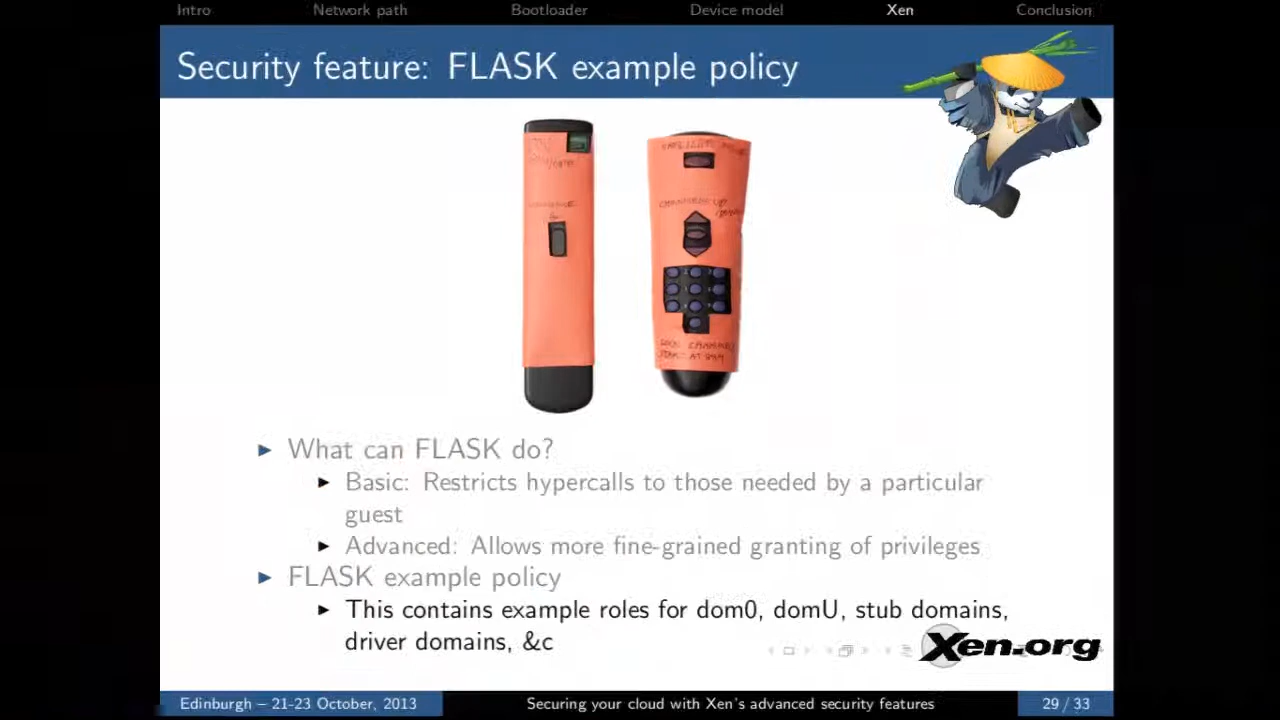 Intro Network path Bootloader Device model Xen Conclusion
Security feature: FLASK example policy
What can FLASK do?
Basic: Restricts hypercalls to those needed by a particular
guest
Advanced: Allows more fine-grained granting of privileges
FLASK example policy
This contains example roles for dom0, domU, stub domains,
driver domains, &c
Xen.org
Edinburgh – 21-23 October, 2013 Securing your cloud with Xen's advanced security features 29 / 33